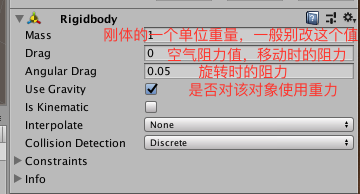 Rigidbody
Mass 1 刚体的一个单位重量，一般别改这个值
Drag 0 空气阻力值，移动时的阻力
Angular Drag 0.05 旋转时的阻力
Use Gravity 是否对该对象使用重力
Is Kinematic
Interpolate None
Collision Detection Discrete
Constraints
Info